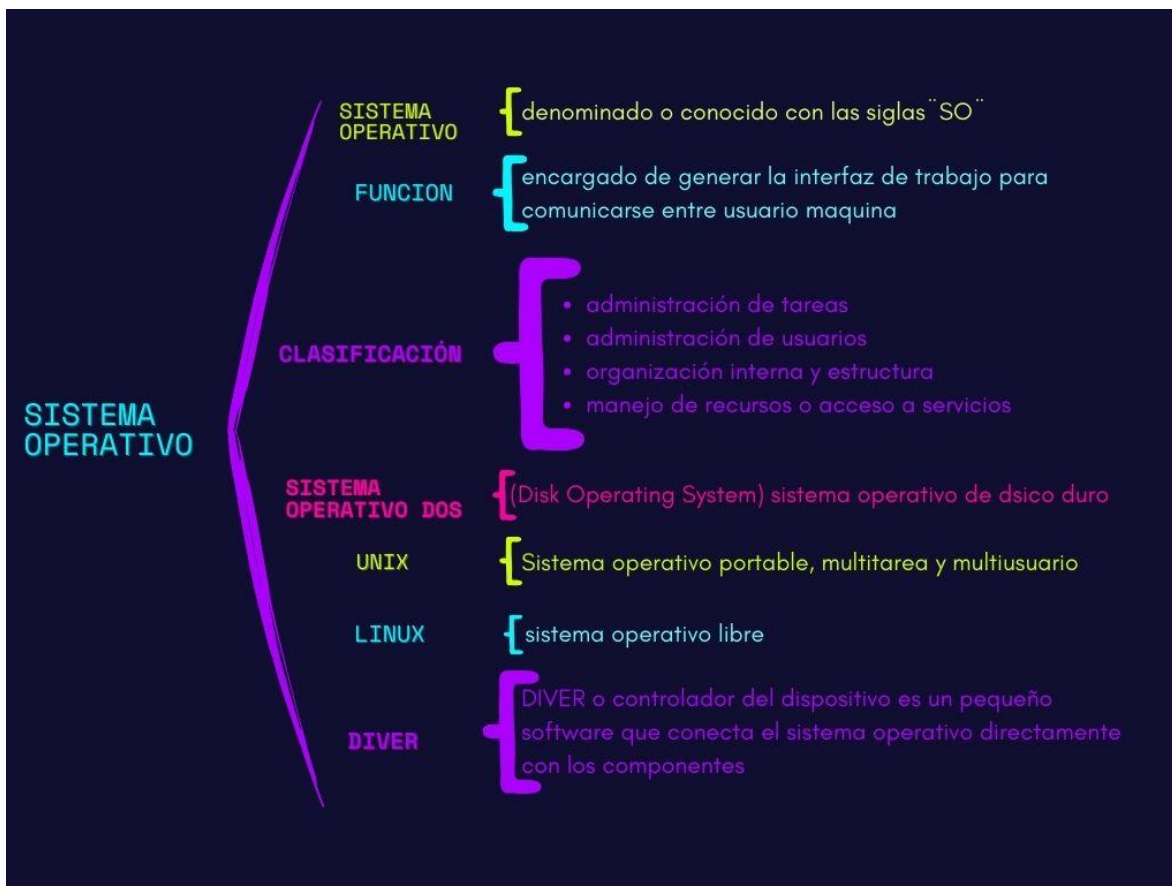 SISTEMA
OPERATIVO
SISTEMA
OPERATIVO
denominado o conocido con las siglas ¨SO¨
FUNCION
encargado de generar la interfaz de trabajo para
comunicarse entre usuario maquina
CLASIFICACIÓN
• administración de tareas
• administración de usuarios
• organización interna y estructura
• manejo de recursos o acceso a servicios
SISTEMA
OPERATIVO DOS
(Disk Operating System) sistema operativo de dsico duro
UNIX
Sistema operativo portable, multitarea y multiusuario
LINUX
sistema operativo libre
DIVER
DIVER o controlador del dispositivo es un pequeño
software que conecta el sistema operativo directamente
con los componentes